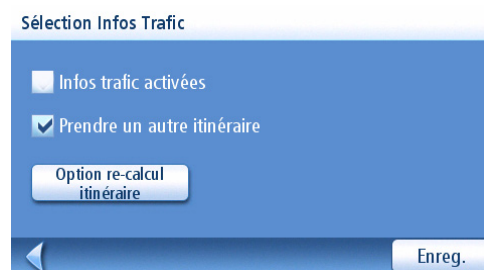 Sélection Infos Trafic
Infos trafic activées
Prendre un autre itinéraire
Option re-calcul
itinéraire
Enreg.